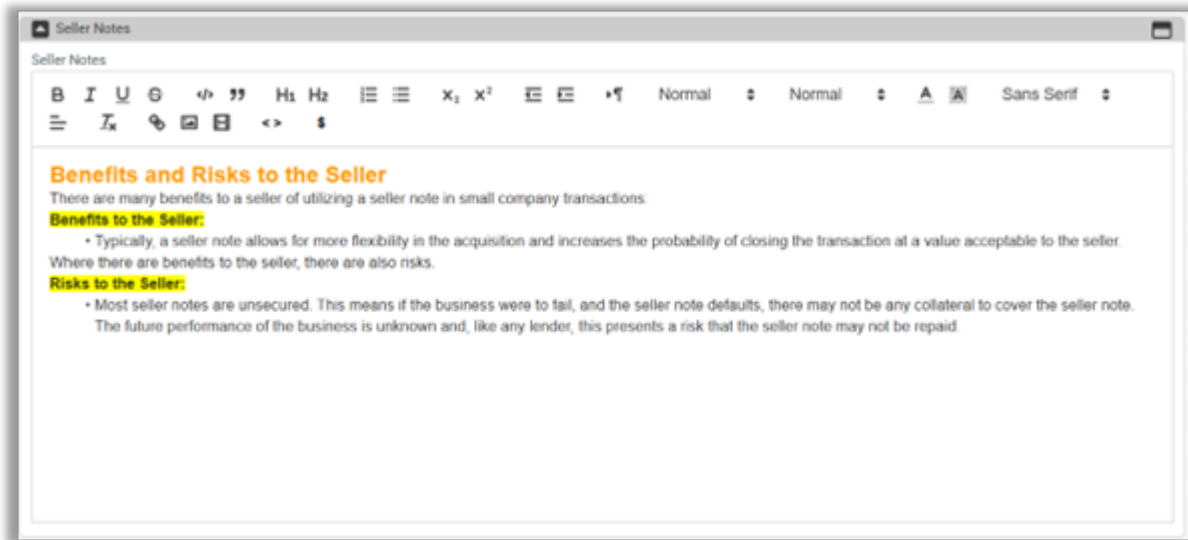 Seller Notes
Seller Notes
B I U S </> ” H1 H2 X₂ X² Normal Normal A A Sans Serif
Tx <> $
Benefits and Risks to the Seller
There are many benefits to a seller of utilizing a seller note in small company transactions:
Benefits to the Seller:
• Typically, a seller note allows for more flexibility in the acquisition and increases the probability of closing the transaction at a value acceptable to the seller.
Where there are benefits to the seller, there are also risks.
Risks to the Seller:
• Most seller notes are unsecured. This means if the business were to fail, and the seller note defaults, there may not be any collateral to cover the seller note.
The future performance of the business is unknown and, like any lender, this presents a risk that the seller note may not be repaid.